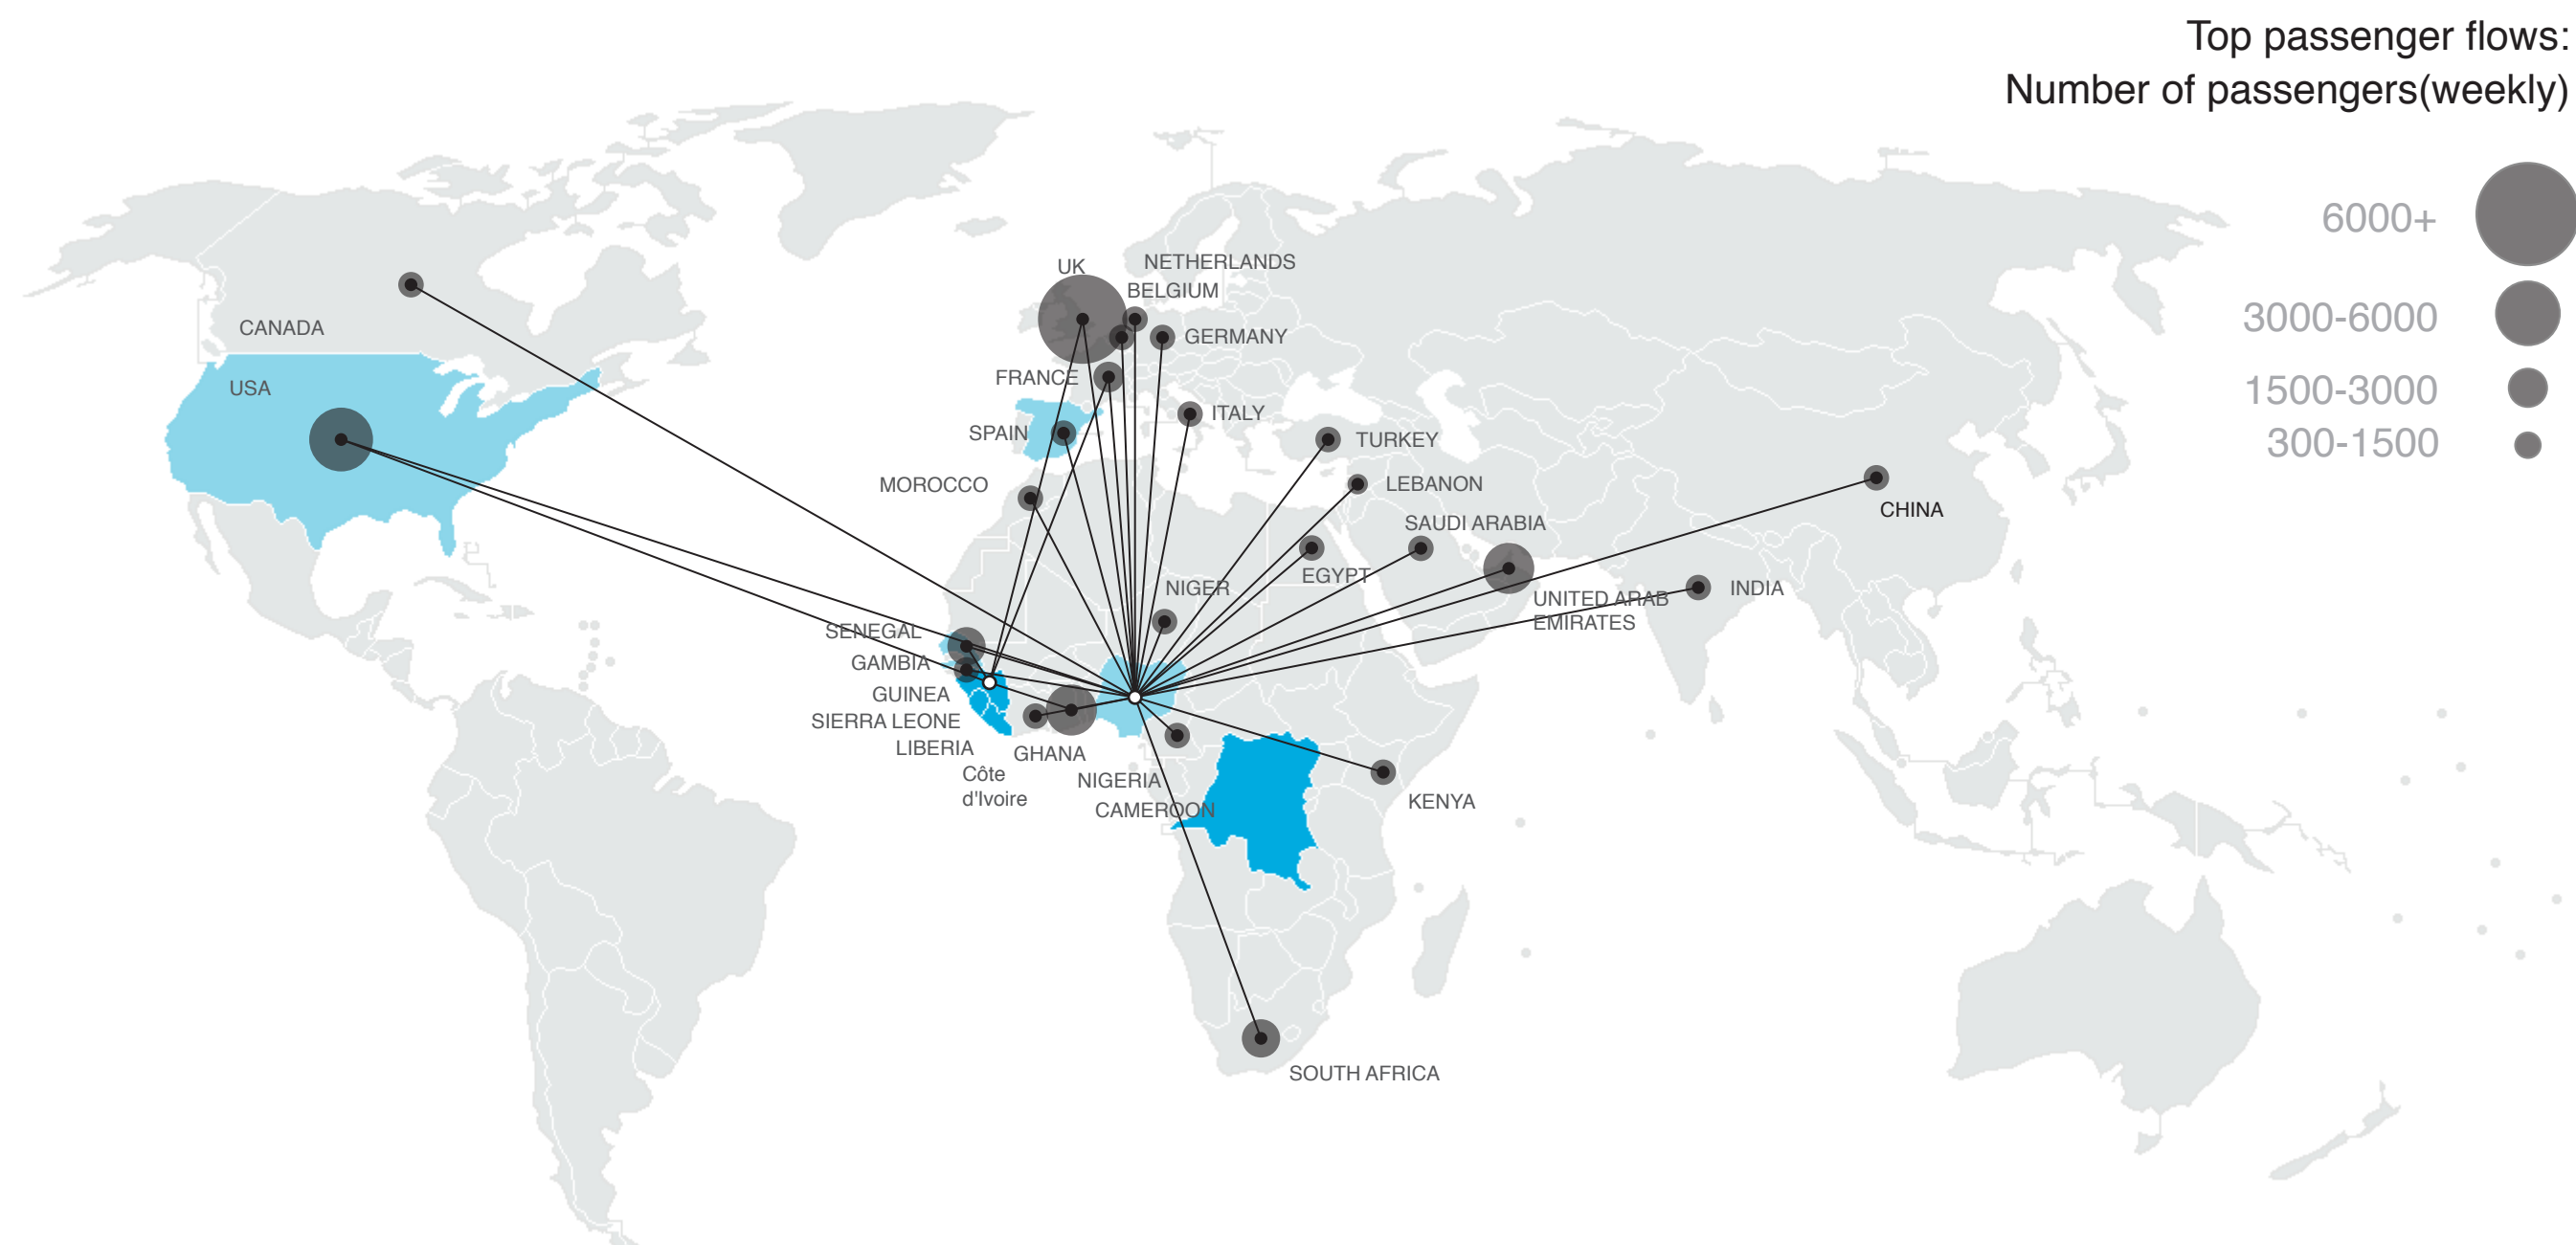 Top passenger flows:
Number of passengers(weekly)
6000+
3000-6000
1500-3000
300-1500
UK
NETHERLANDS
BELGIUM
CANADA
GERMANY
FRANCE
USA
ITALY
SPAIN
TURKEY
MOROCCO
LEBANON
CHINA
SAUDI ARABIA
EGYPT
NIGER
INDIA
UNITED ARAB
EMIRATES
SENEGAL
GAMBIA
GUINEA
SIERRA LEONE
LIBERIA
GHANA
Côte
d'Ivoire
NIGERIA
CAMEROON
KENYA
SOUTH AFRICA